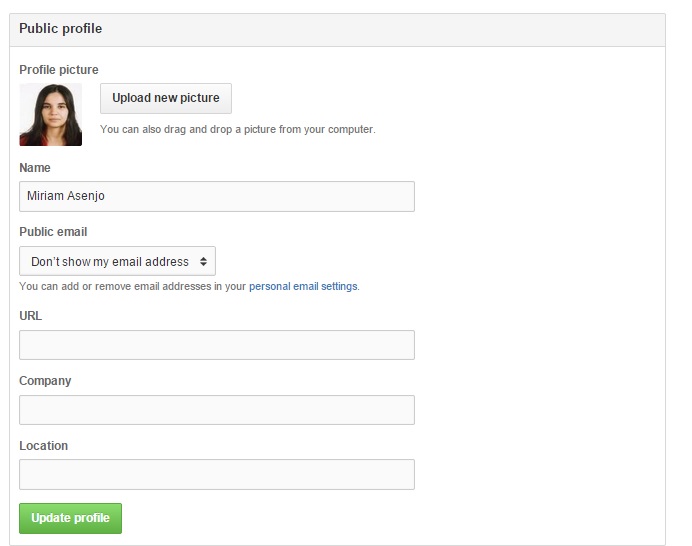 Public profile
Profile picture
Upload new picture
You can also drag and drop a picture from your computer.
Name
Miriam Asenjo
Public email
Don't show my email address
You can add or remove email addresses in your personal email settings.
URL
Company
Location
Update profile